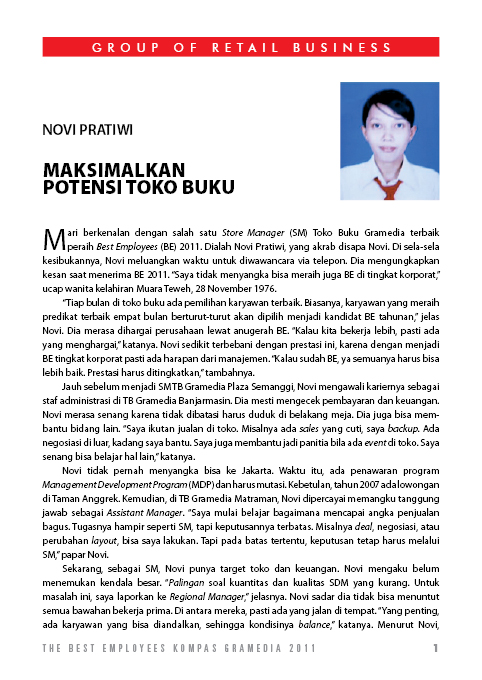 GROUP OF RETAIL BUSINESS
NOVI PRATIWI
MAKSIMALKAN
POTENSI TOKO BUKU
Mari berkenalan dengan salah satu Store Manager (SM) Toko Buku Gramedia terbaik
peraih Best Employees (BE) 2011. Dialah Novi Pratiwi, yang akrab disapa Novi. Di sela-sela
kesibukannya, Novi meluangkan waktu untuk diwawancara via telepon. Dia mengungkapkan
kesan saat menerima BE 2011. “Saya tidak menyangka bisa meraih juga BE di tingkat korporat,”
ucap wanita kelahiran Muara Teweh, 28 November 1976.
“Tiap bulan di toko buku ada pemilihan karyawan terbaik. Biasanya, karyawan yang meraih
predikat terbaik empat bulan berturut-turut akan dipilih menjadi kandidat BE tahunan,” jelas
Novi. Dia merasa dihargai perusahaan lewat anugerah BE. “Kalau kita bekerja lebih, pasti ada
yang menghargai,” katanya. Novi sedikit terbebani dengan prestasi ini, karena dengan menjadi
BE tingkat korporat pasti ada harapan dari manajemen. “Kalau sudah BE, ya semuanya harus bisa
lebih baik. Prestasi harus ditingkatkan,” tambahnya.
Jauh sebelum menjadi SMTB Gramedia Plaza Semanggi, Novi mengawali kariernya sebagai
staf administrasi di TB Gramedia Banjarmasin. Dia mesti mengecek pembayaran dan keuangan.
Novi merasa senang karena tidak dibatasi harus duduk di belakang meja. Dia juga bisa mem-
bantu bidang lain. “Saya ikutan jualan di toko. Misalnya ada sales yang cuti, saya backup. Ada
negosiasi di luar, kadang saya bantu. Saya juga membantu jadi panitia bila ada event di toko. Saya
senang bisa belajar hal lain,” katanya.
Novi tidak pernah menyangka bisa ke Jakarta. Waktu itu, ada penawaran program
Management Development Program (MDP) dan harus mutasi. Kebetulan, tahun 2007 ada lowongan
di Taman Anggrek. Kemudian, di TB Gramedia Matraman, Novi dipercayai memangku tanggung
jawab sebagai Assistant Manager. “Saya mulai belajar bagaimana mencapai angka penjualan
bagus. Tugasnya hampir seperti SM, tapi keputusannya terbatas. Misalnya deal, negosiasi, atau
perubahan layout, bisa saya lakukan. Tapi pada batas tertentu, keputusan tetap harus melalui
SM,” papar Novi.
Sekarang, sebagai SM, Novi punya target toko dan keuangan. Novi mengaku belum
menemukan kendala besar. “Palingan soal kuantitas dan kualitas SDM yang kurang. Untuk
masalah ini, saya laporkan ke Regional Manager,” jelasnya. Novi sadar dia tidak bisa menuntut
semua bawahan bekerja prima. Di antara mereka, pasti ada yang jalan di tempat. “Yang penting,
ada karyawan yang bisa diandalkan, sehingga kondisinya balance,” katanya. Menurut Novi,
THE BEST EMPLOYEES KOMPAS GRAMEDIA 2011 1